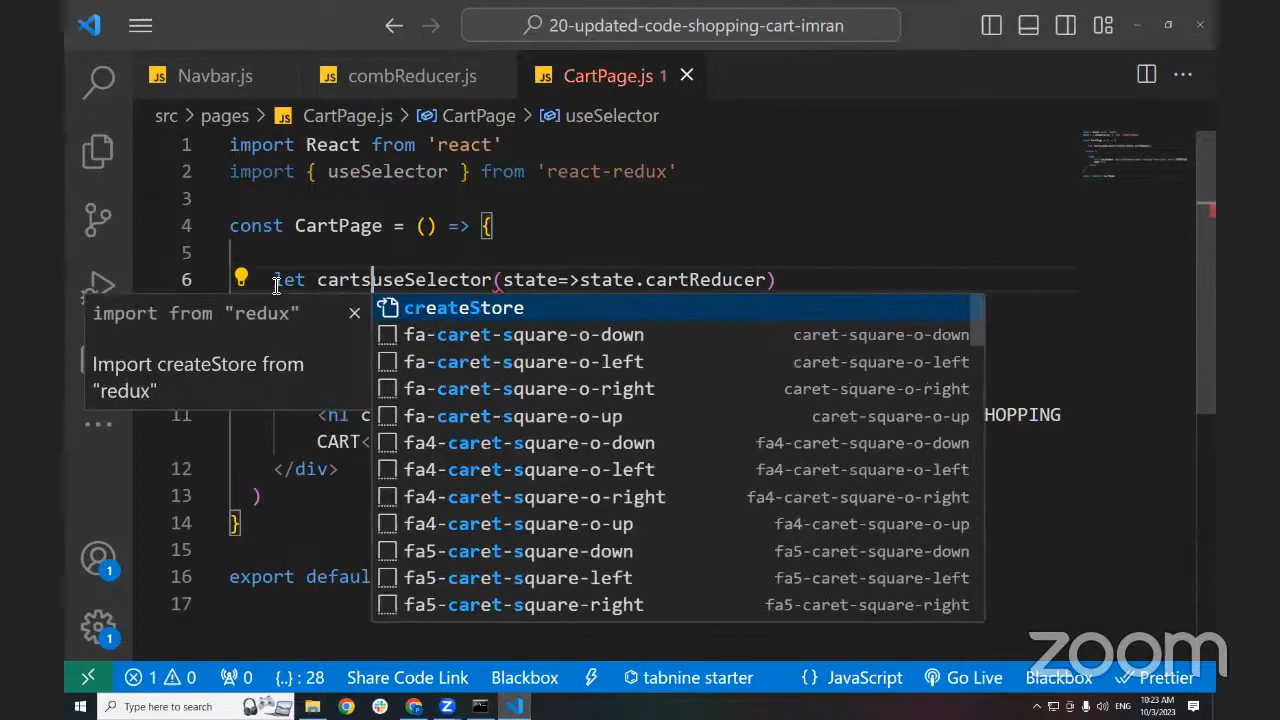 20-updated-code-shopping-cart-imran
Navbar.js
combReducer.js
CartPage.js 1
src > pages > CartPage.js > CartPage > useSelector
1 import React from 'react'
2 import { useSelector } from 'react-redux'
3
4 const CartPage = () => {
5
6 let cartsuseSelector(state=>state.cartReducer)
import from "redux"
Import createStore from
"redux"
createStore
fa-caret-square-o-down caret-square-o-down
fa-caret-square-o-left caret-square-o-left
fa-caret-square-o-right caret-square-o-right
fa-caret-square-o-up caret-square-o-up
fa4-caret-square-o-down fa4-caret-square-o-down
fa4-caret-square-o-left fa4-caret-square-o-left
fa4-caret-square-o-right fa4-caret-square-o-right
fa4-caret-square-o-up fa4-caret-square-o-up
fa5-caret-square-down fa5-caret-square-down
fa5-caret-square-left fa5-caret-square-left
fa5-caret-square-right fa5-caret-square-right
11 <h1 c HOPPING
CART<
12 </div>
13 )
14 }
15
16 export defaul
17
1
1
zoom
1 0 0 {..} : 28 Share Code Link Blackbox tabnine starter { } JavaScript Go Live Blackbox Prettier
Type here to search
10:23 AM
10/3/2023